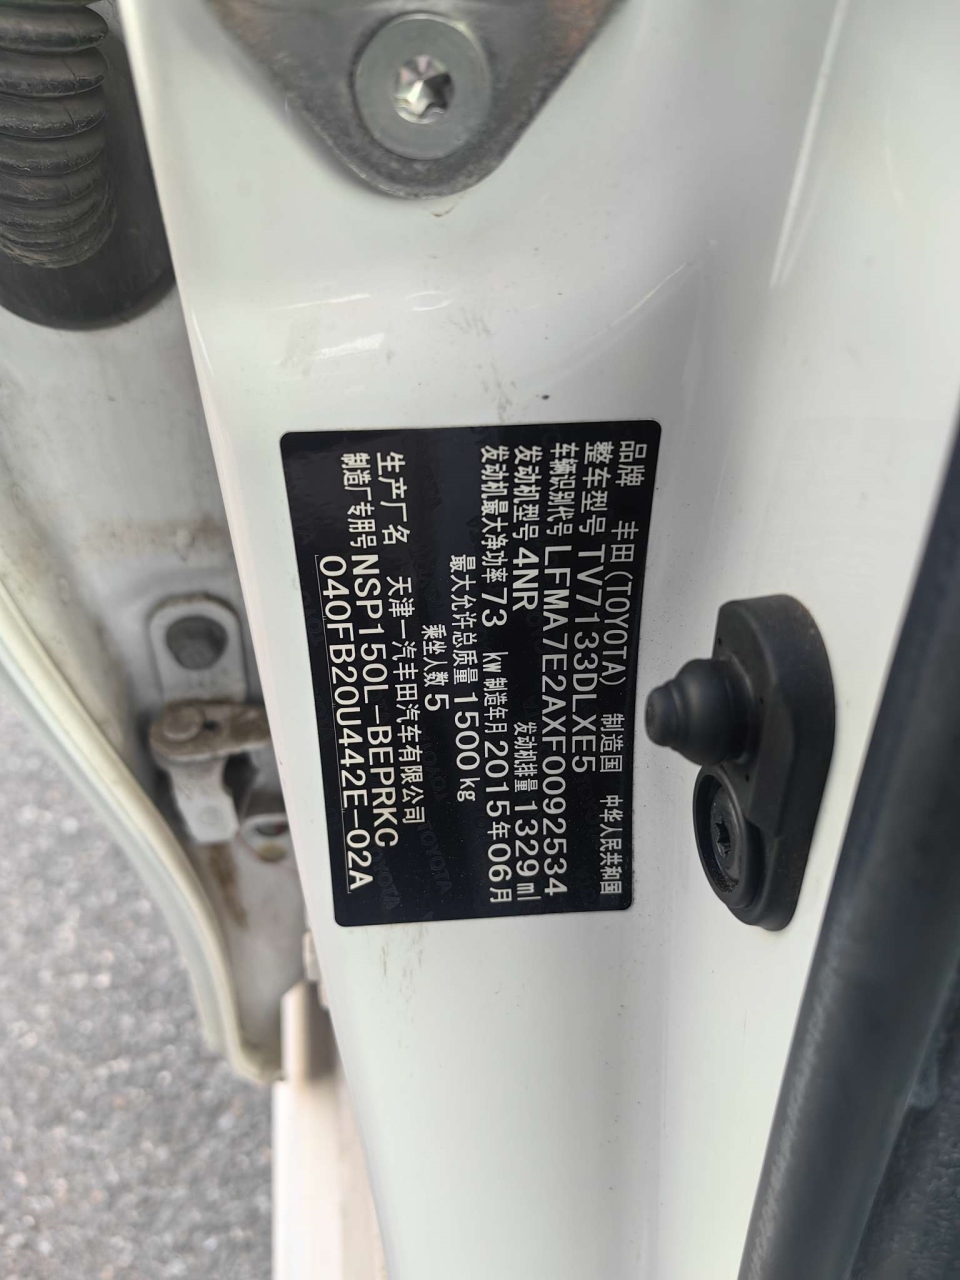 品牌 丰田(TOYOTA) 制造国 中华人民共和国
整车型号 TV7133DLXE5
车辆识别代号 LFMA7E2AXF0092534
发动机型号 4NR 发动机排量 1329ml
发动机最大净功率 73 kW 制造年月 2015年06月
最大允许总质量 1500kg
乘坐人数 5
生产厂名 天津一汽丰田汽车有限公司
制造厂专用号 NSP150L-BEPRKC
040FB20U442E-02A